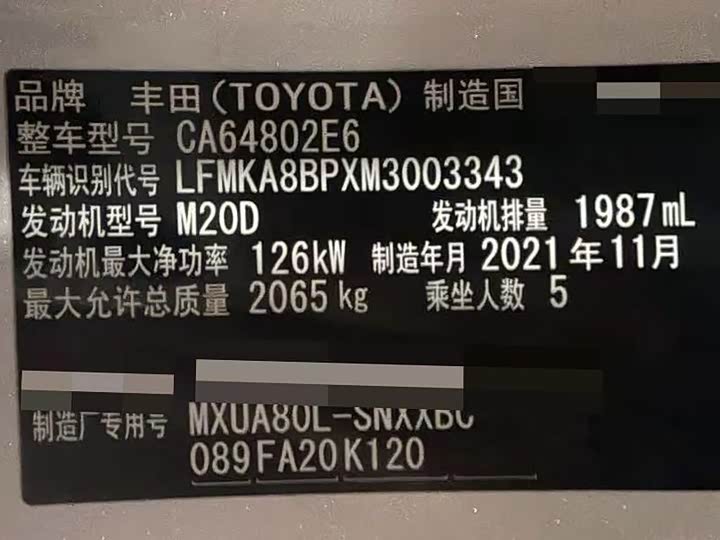 品牌 丰田(TOYOTA) 制造国
整车型号 CA64802E6
车辆识别代号 LFMKA8BPXM3003343
发动机型号 M20D 发动机排量 1987mL
发动机最大净功率 126kW 制造年月 2021年11月
最大允许总质量 2065kg 乘坐人数 5
制造厂专用号 MXUA80L-SNXXBC
089 FA20 K120